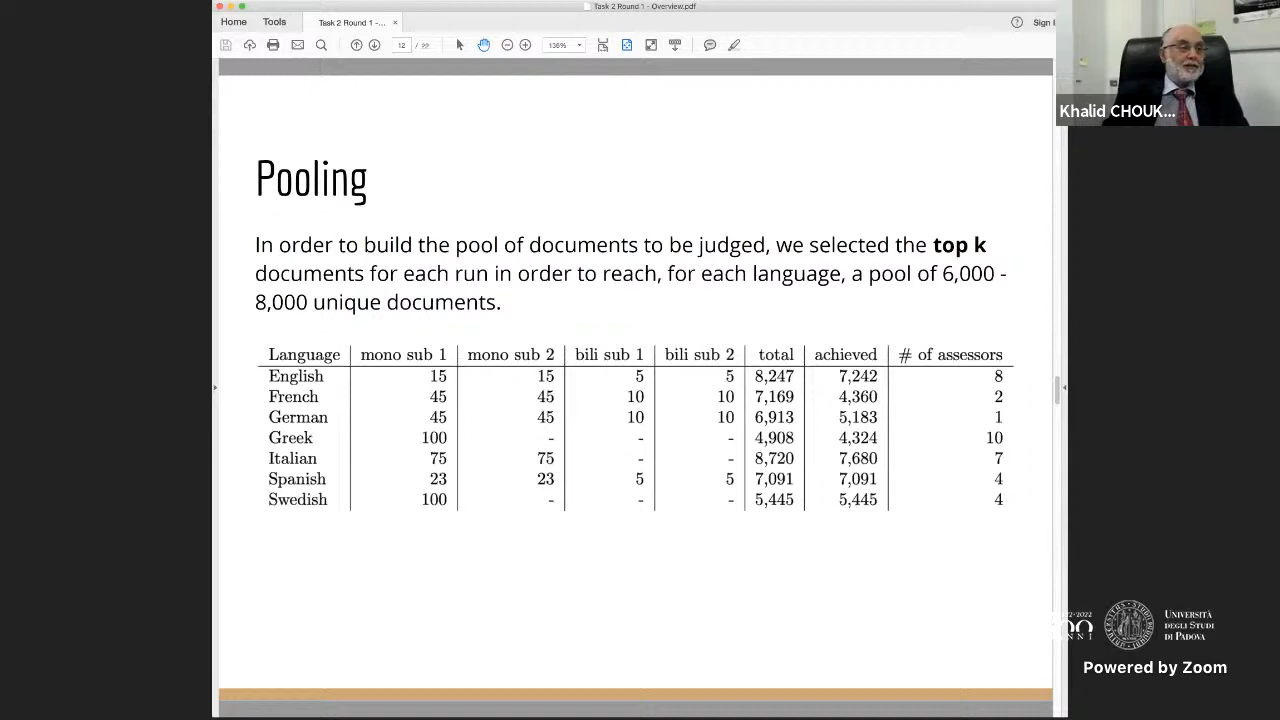 Task 2 Round 1 - Overview.pdf
Home Tools Task 2 Round 1 -... × Sign I
12 / 22 136%
Khalid CHOUK...
Pooling
In order to build the pool of documents to be judged, we selected the top k
documents for each run in order to reach, for each language, a pool of 6,000 -
8,000 unique documents.
Language mono sub 1 mono sub 2 bili sub 1 bili sub 2 total achieved # of assessors
English 15 15 5 5 8,247 7,242 8
French 45 45 10 10 7,169 4,360 2
German 45 45 10 10 6,913 5,183 1
Greek 100 - - - 4,908 4,324 10
Italian 75 75 - - 8,720 7,680 7
Spanish 23 23 5 5 7,091 7,091 4
Swedish 100 - - - 5,445 5,445 4
UNIVERSITÀ
DEGLI STUDI
DI PADOVA
Powered by Zoom